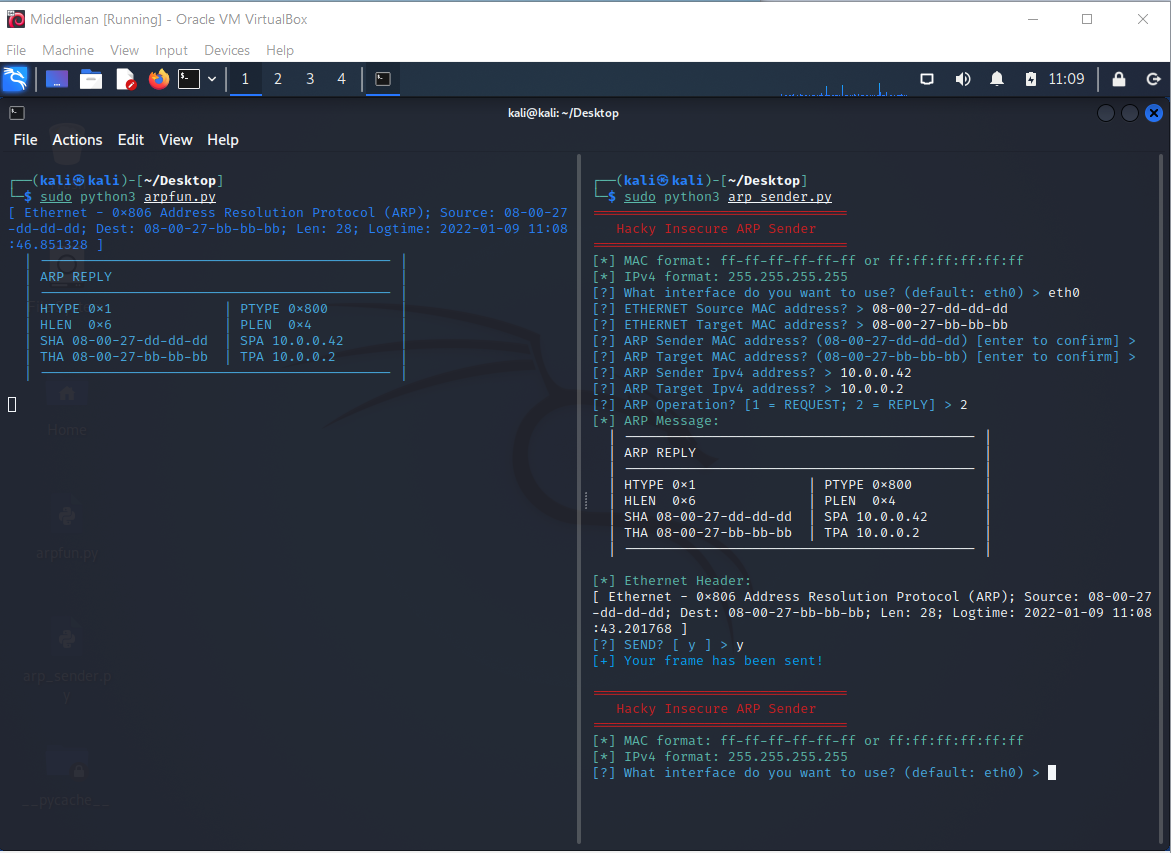 Middleman [Running] - Oracle VM VirtualBox
File Machine View Input Devices Help
1 2 3 4 11:09
kali@kali: ~/Desktop
File Actions Edit View Help
(kali㉿kali)-[~/Desktop]
$ sudo python3 arpfun.py
[ Ethernet - 0×806 Address Resolution Protocol (ARP); Source: 08-00-27
-dd-dd-dd; Dest: 08-00-27-bb-bb-bb; Len: 28; Logtime: 2022-01-09 11:08
:46.851328 ]
ARP REPLY
HTYPE 0×1 | PTYPE 0×800
HLEN 0×6 | PLEN 0×4
SHA 08-00-27-dd-dd-dd | SPA 10.0.0.42
THA 08-00-27-bb-bb-bb | TPA 10.0.0.2
Home
arpfun.py
arp_sender.p
y
__pycache__
(kali㉿kali)-[~/Desktop]
$ sudo python3 arp_sender.py
Hacky Insecure ARP Sender
[*] MAC format: ff-ff-ff-ff-ff-ff or ff:ff:ff:ff:ff:ff
[*] IPv4 format: 255.255.255.255
[?] What interface do you want to use? (default: eth0) > eth0
[?] ETHERNET Source MAC address? > 08-00-27-dd-dd-dd
[?] ETHERNET Target MAC address? > 08-00-27-bb-bb-bb
[?] ARP Sender MAC address? (08-00-27-dd-dd-dd) [enter to confirm] >
[?] ARP Target MAC address? (08-00-27-bb-bb-bb) [enter to confirm] >
[?] ARP Sender Ipv4 address? > 10.0.0.42
[?] ARP Target Ipv4 address? > 10.0.0.2
[?] ARP Operation? [1 = REQUEST; 2 = REPLY] > 2
[*] ARP Message:
ARP REPLY
HTYPE 0×1 | PTYPE 0×800
HLEN 0×6 | PLEN 0×4
SHA 08-00-27-dd-dd-dd | SPA 10.0.0.42
THA 08-00-27-bb-bb-bb | TPA 10.0.0.2
[*] Ethernet Header:
[ Ethernet - 0×806 Address Resolution Protocol (ARP); Source: 08-00-27
-dd-dd-dd; Dest: 08-00-27-bb-bb-bb; Len: 28; Logtime: 2022-01-09 11:08
:43.201768 ]
[?] SEND? [ y ] > y
[+] Your frame has been sent!
Hacky Insecure ARP Sender
[*] MAC format: ff-ff-ff-ff-ff-ff or ff:ff:ff:ff:ff:ff
[*] IPv4 format: 255.255.255.255
[?] What interface do you want to use? (default: eth0) >